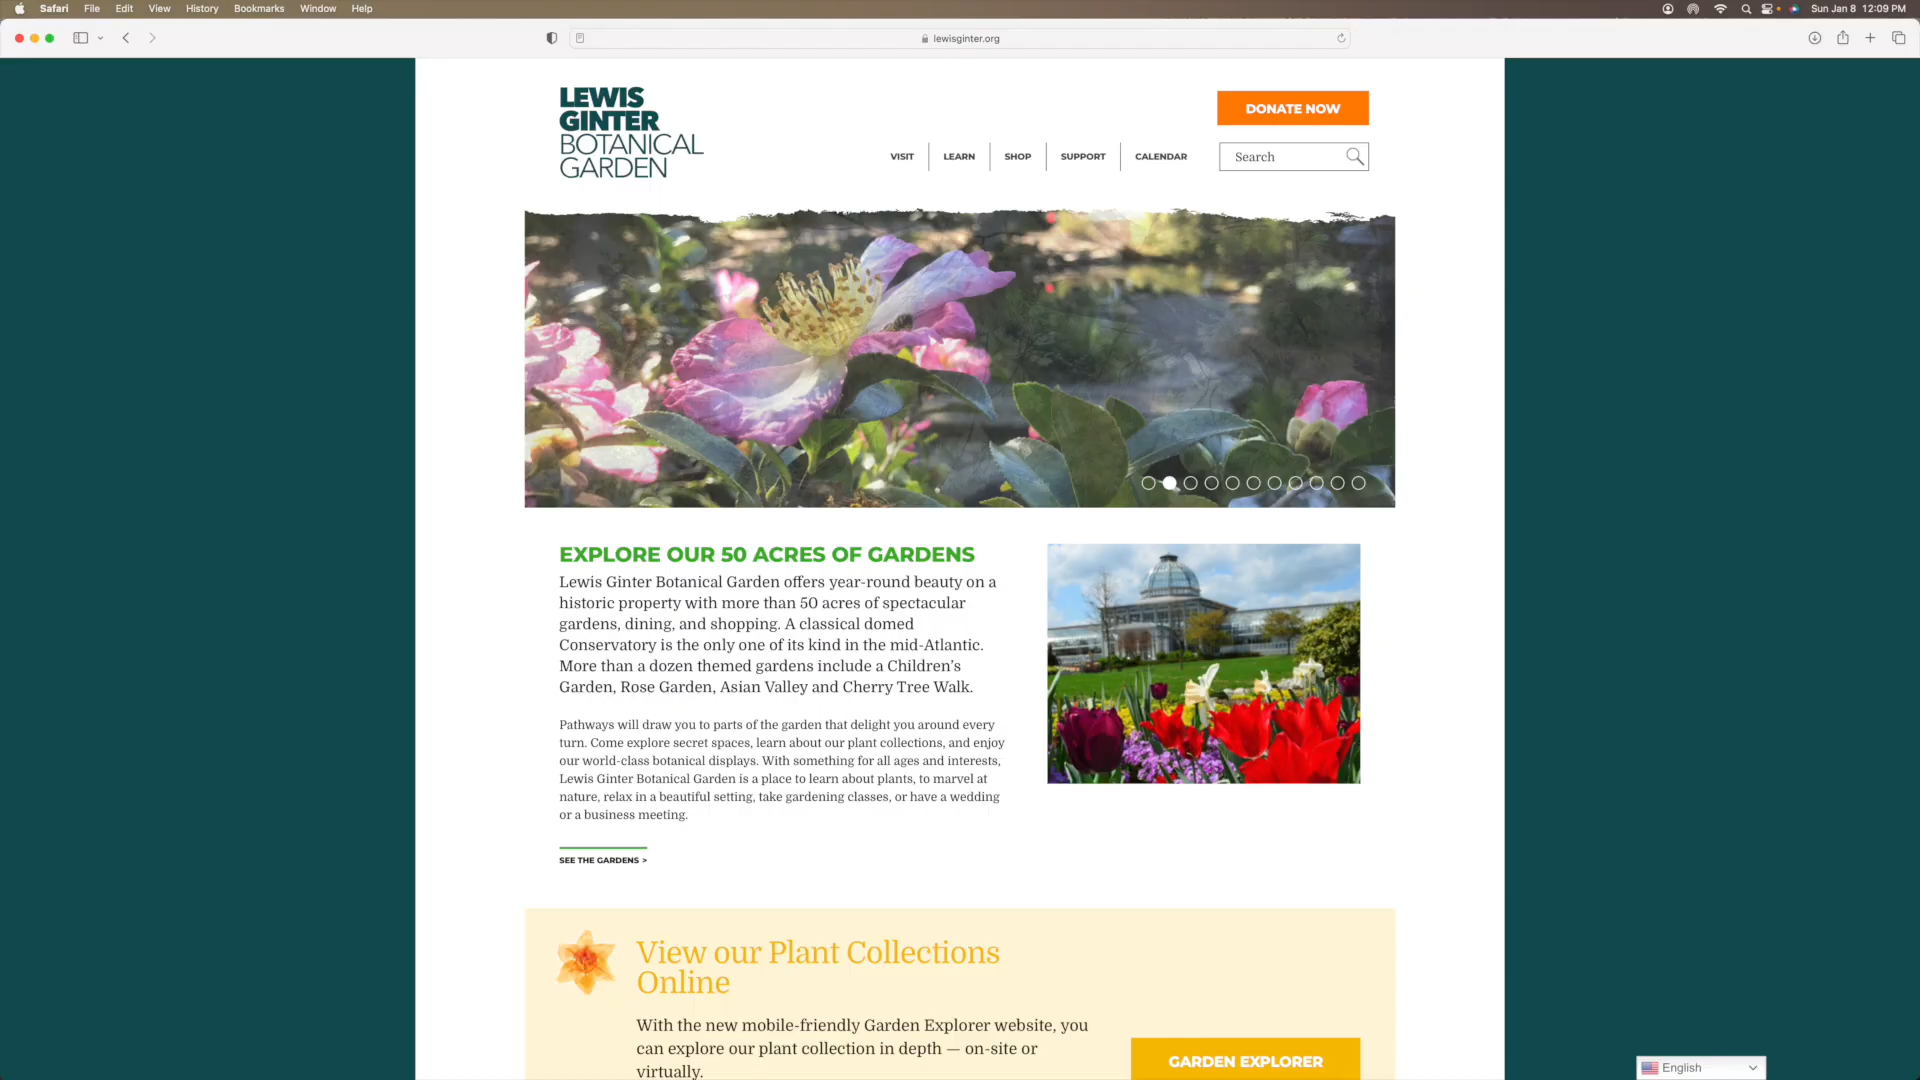 Safari File Edit View History Bookmarks Window Help
Sun Jan 8 12:09 PM
lewisginter.org
LEWIS
GINTER
BOTANICAL
GARDEN
DONATE NOW
VISIT LEARN SHOP SUPPORT CALENDAR
Search
EXPLORE OUR 50 ACRES OF GARDENS
Lewis Ginter Botanical Garden offers year-round beauty on a
historic property with more than 50 acres of spectacular
gardens, dining, and shopping. A classical domed
Conservatory is the only one of its kind in the mid-Atlantic.
More than a dozen themed gardens include a Children’s
Garden, Rose Garden, Asian Valley and Cherry Tree Walk.
Pathways will draw you to parts of the garden that delight you around every
turn. Come explore secret spaces, learn about our plant collections, and enjoy
our world-class botanical displays. With something for all ages and interests,
Lewis Ginter Botanical Garden is a place to learn about plants, to marvel at
nature, relax in a beautiful setting, take gardening classes, or have a wedding
or a business meeting.
SEE THE GARDENS >
View our Plant Collections
Online
With the new mobile-friendly Garden Explorer website, you
can explore our plant collection in depth — on-site or
virtually.
GARDEN EXPLORER
English